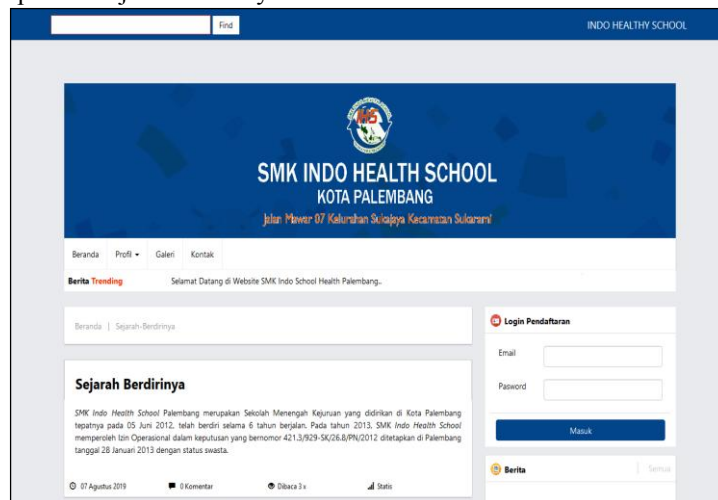 Find
INDO HEALTHY SCHOOL
IHS
SMK INDO HEALTH SCHOOL
KOTA PALEMBANG
Jalan Mawar 07 Kelurahan Sukajaya Kecamatan Sukarami
Beranda Profil Galeri Kontak
Berita Trending Selamat Datang di Website SMK Indo School Health Palembang..
Beranda | Sejarah-Berdirinya
Sejarah Berdirinya
SMK Indo Health School Palembang merupakan Sekolah Menengah Kejuruan yang didirikan di Kota Palembang
tepatnya pada 05 Juni 2012, telah berdiri selama 6 tahun berjalan. Pada tahun 2013, SMK Indo Health School
memperoleh Izin Operasional dalam keputusan yang bernomor 421.3/929-SK/26.8/PN/2012 ditetapkan di Palembang
tanggal 28 Januari 2013 dengan status swasta.
07 Agustus 2019 0 Komentar Dibaca 3 x Statis
Login Pendaftaran
Email
Pasword
Masuk
Berita Semua